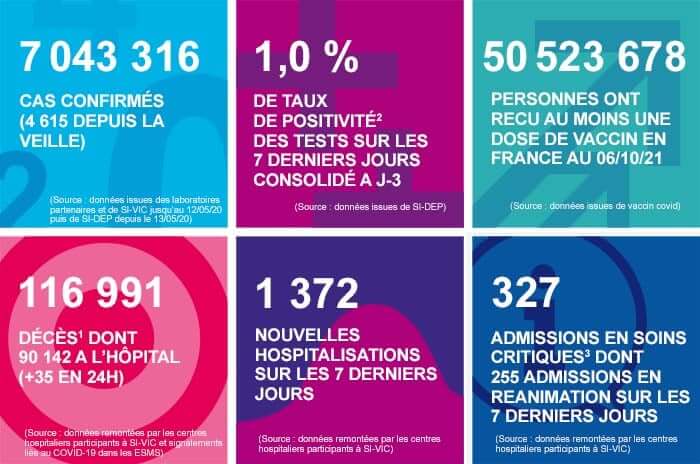 7 043 316
CAS CONFIRMÉS
(4 615 DEPUIS LA
VEILLE)
(Source : données issues des laboratoires
partenaires et de SI-VIC jusqu'au 12/05/20
puis de SI-DEP depuis le 13/05/20)
1,0 %
DE TAUX
DE POSITIVITÉ²
DES TESTS SUR LES
7 DERNIERS JOURS
CONSOLIDÉ A J-3
(Source : données issues de SI-DEP)
50 523 678
PERSONNES ONT
RECU AU MOINS UNE
DOSE DE VACCIN EN
FRANCE AU 06/10/21
(Source : données issues de vaccin covid)
116 991
DÉCÈS¹ DONT
90 142 A L'HÔPITAL
(+35 EN 24H)
(Source : données remontées par les centres
hospitaliers participants à SI-VIC et signalements
liés au COVID-19 dans les ESMS)
1 372
NOUVELLES
HOSPITALISATIONS
SUR LES 7 DERNIERS
JOURS
(Source : données remontées par les centres
hospitaliers participants à SI-VIC)
327
ADMISSIONS EN SOINS
CRITIQUES³ DONT
255 ADMISSIONS EN
REANIMATION SUR LES
7 DERNIERS JOURS
(Source : données remontées par les centres
hospitaliers participants à SI-VIC)